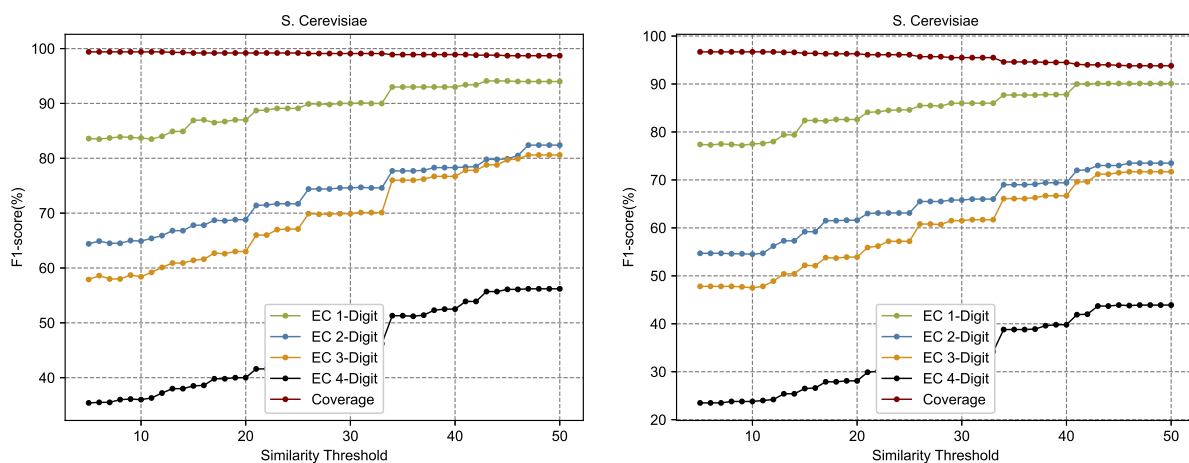 S. Cerevisiae
F1-score(%)
100
90
80
70
60
50
40
10
20
30
40
50
Similarity Threshold
EC 1-Digit
EC 2-Digit
EC 3-Digit
EC 4-Digit
Coverage
S. Cerevisiae
F1-score(%)
100
90
80
70
60
50
40
30
20
10
20
30
40
50
Similarity Threshold
EC 1-Digit
EC 2-Digit
EC 3-Digit
EC 4-Digit
Coverage